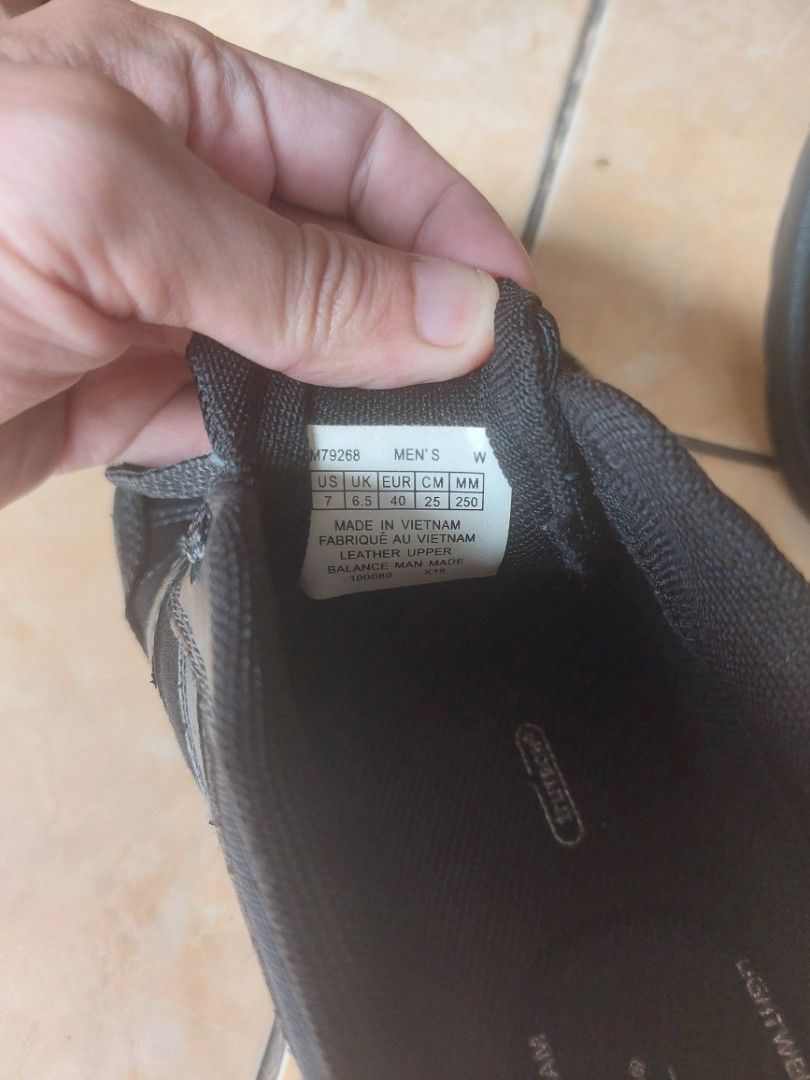 M79268 MEN'S W
US UK EUR CM MM
7 6.5 40 25 250
MADE IN VIETNAM
FABRIQUÉ AU VIETNAM
LEATHER UPPER
BALANCE MAN MADE
100089 X18
AM